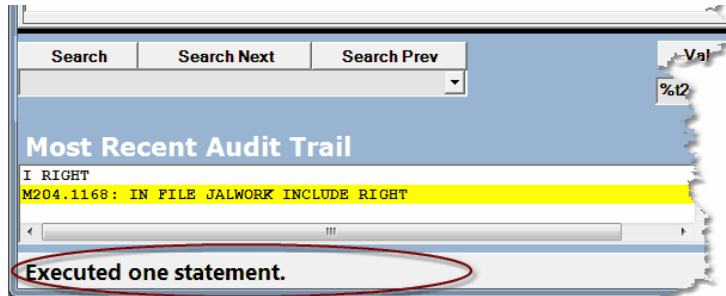 Search Search Next Search Prev
%t2
Most Recent Audit Trail
I RIGHT
M204.1168: IN FILE JALWORK INCLUDE RIGHT
Executed one statement.